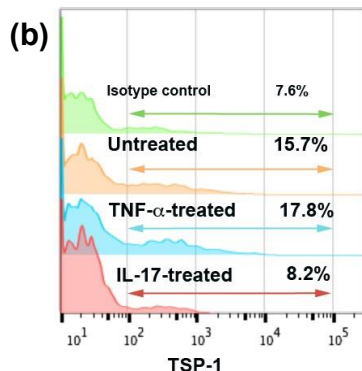 (b)
Isotype control 7.6%
Untreated 15.7%
TNF-α-treated 17.8%
IL-17-treated 8.2%
10¹ 10² 10³ 10⁴ 10⁵
TSP-1